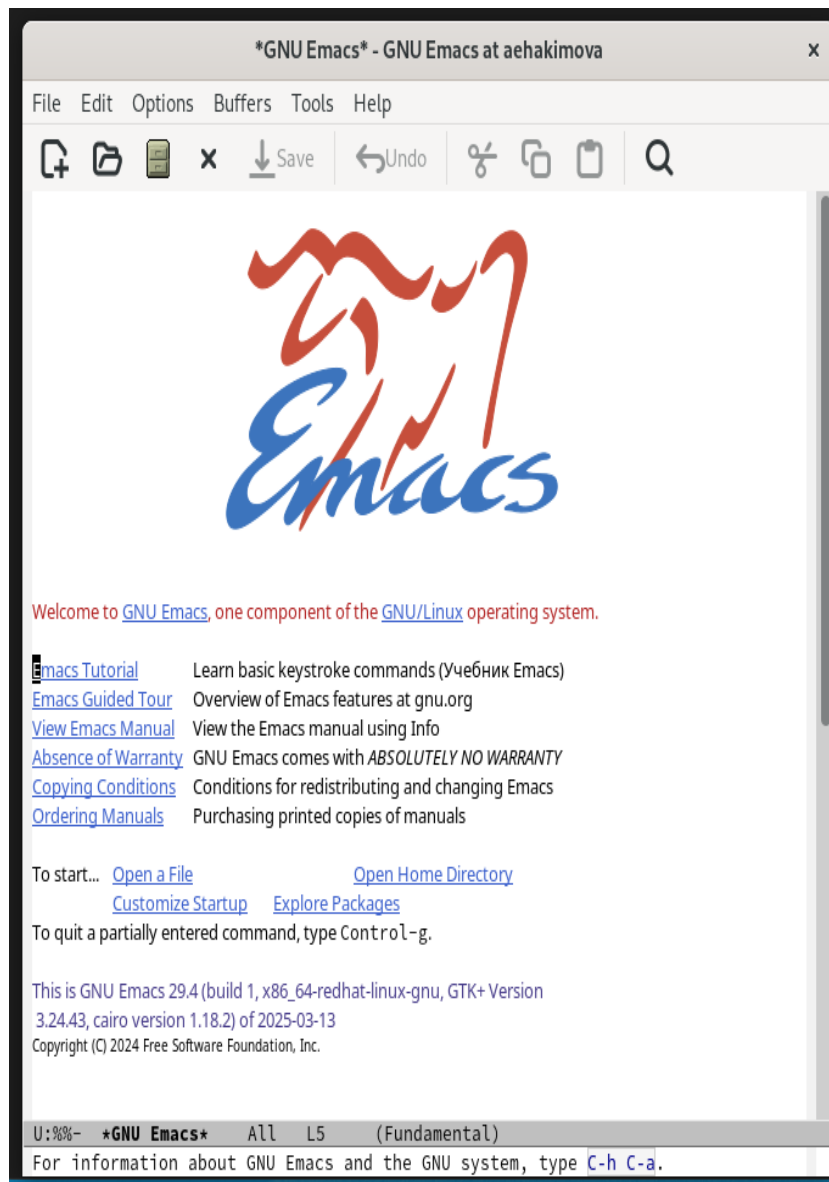 *GNU Emacs* - GNU Emacs at aehakimova x
File Edit Options Buffers Tools Help
Save Undo
Emacs
Welcome to GNU Emacs, one component of the GNU/Linux operating system.
Emacs Tutorial Learn basic keystroke commands (Учебник Emacs)
Emacs Guided Tour Overview of Emacs features at gnu.org
View Emacs Manual View the Emacs manual using Info
Absence of Warranty GNU Emacs comes with ABSOLUTELY NO WARRANTY
Copying Conditions Conditions for redistributing and changing Emacs
Ordering Manuals Purchasing printed copies of manuals
To start... Open a File Open Home Directory
Customize Startup Explore Packages
To quit a partially entered command, type Control-g.
This is GNU Emacs 29.4 (build 1, x86_64-redhat-linux-gnu, GTK+ Version
3.24.43, cairo version 1.18.2) of 2025-03-13
Copyright (C) 2024 Free Software Foundation, Inc.
U:%%- *GNU Emacs* All L5 (Fundamental)
For information about GNU Emacs and the GNU system, type C-h C-a.